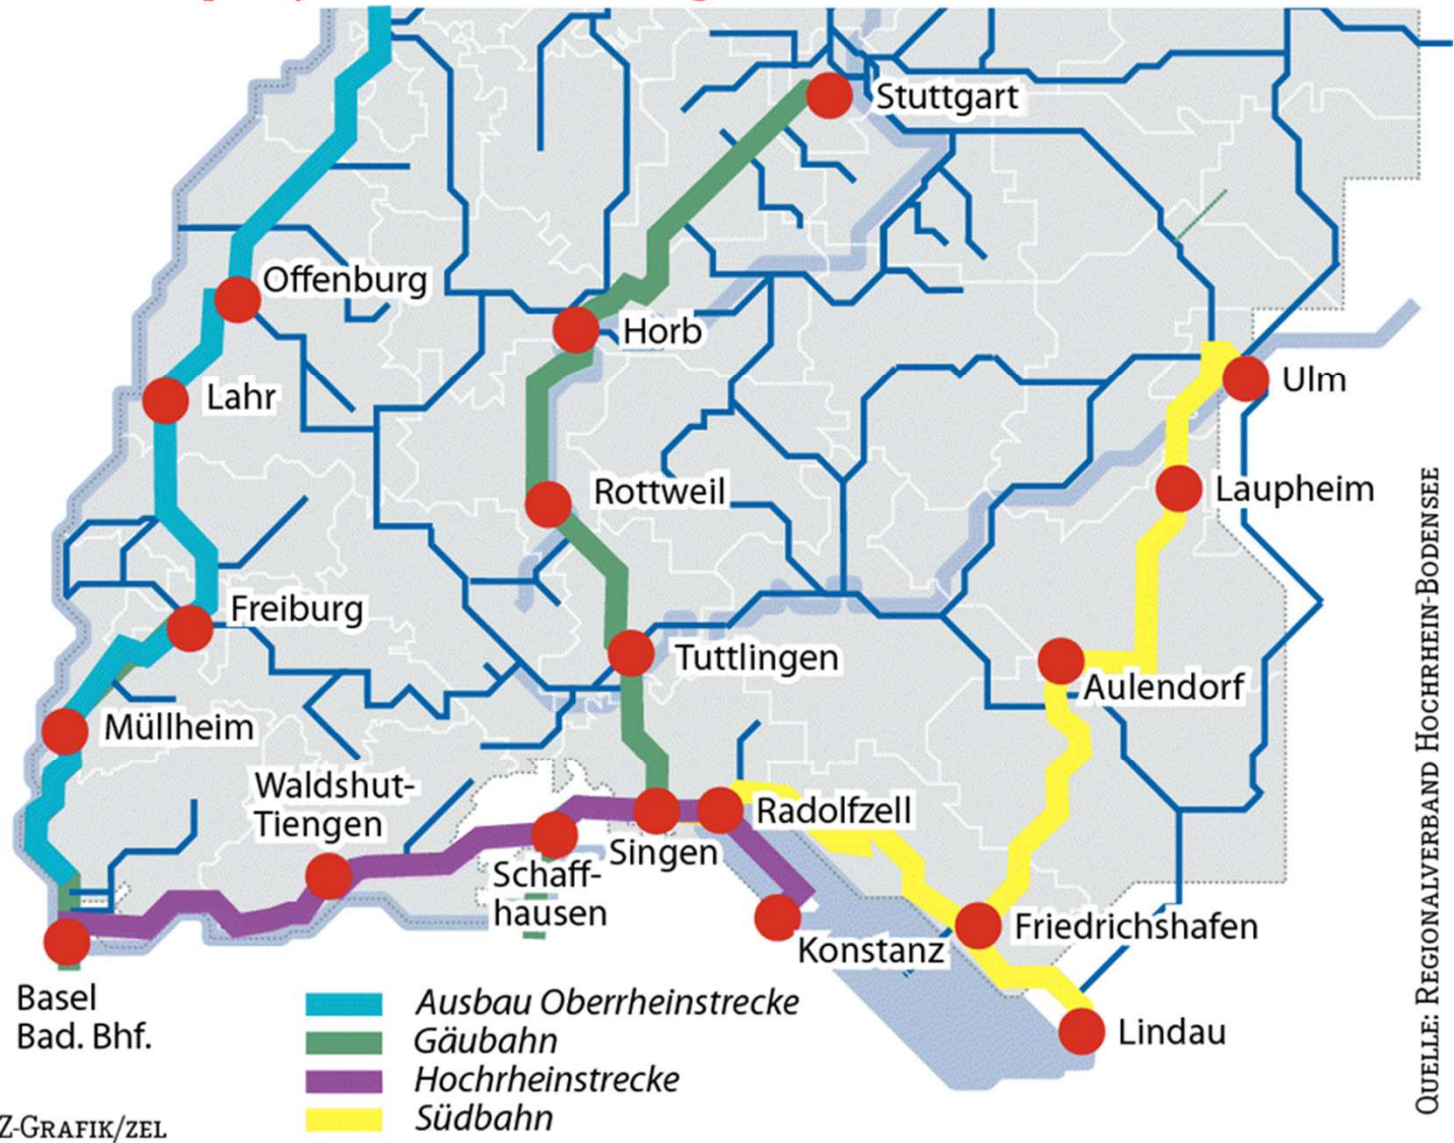 Stuttgart
Offenburg
Horb
Ulm
Lahr
Rottweil
Laupheim
Freiburg
Tuttlingen
Aulendorf
Müllheim
Waldshut-
Tiengen
Radolfzell
Singen
Schaff-
hausen
Friedrichshafen
Konstanz
Basel
Bad. Bhf.
Lindau
Ausbau Oberrheinstrecke
Gäubahn
Hochrheinstrecke
Südbahn
Z-Grafik/zel
Quelle: Regionalverband Hochrhein-Bodensee